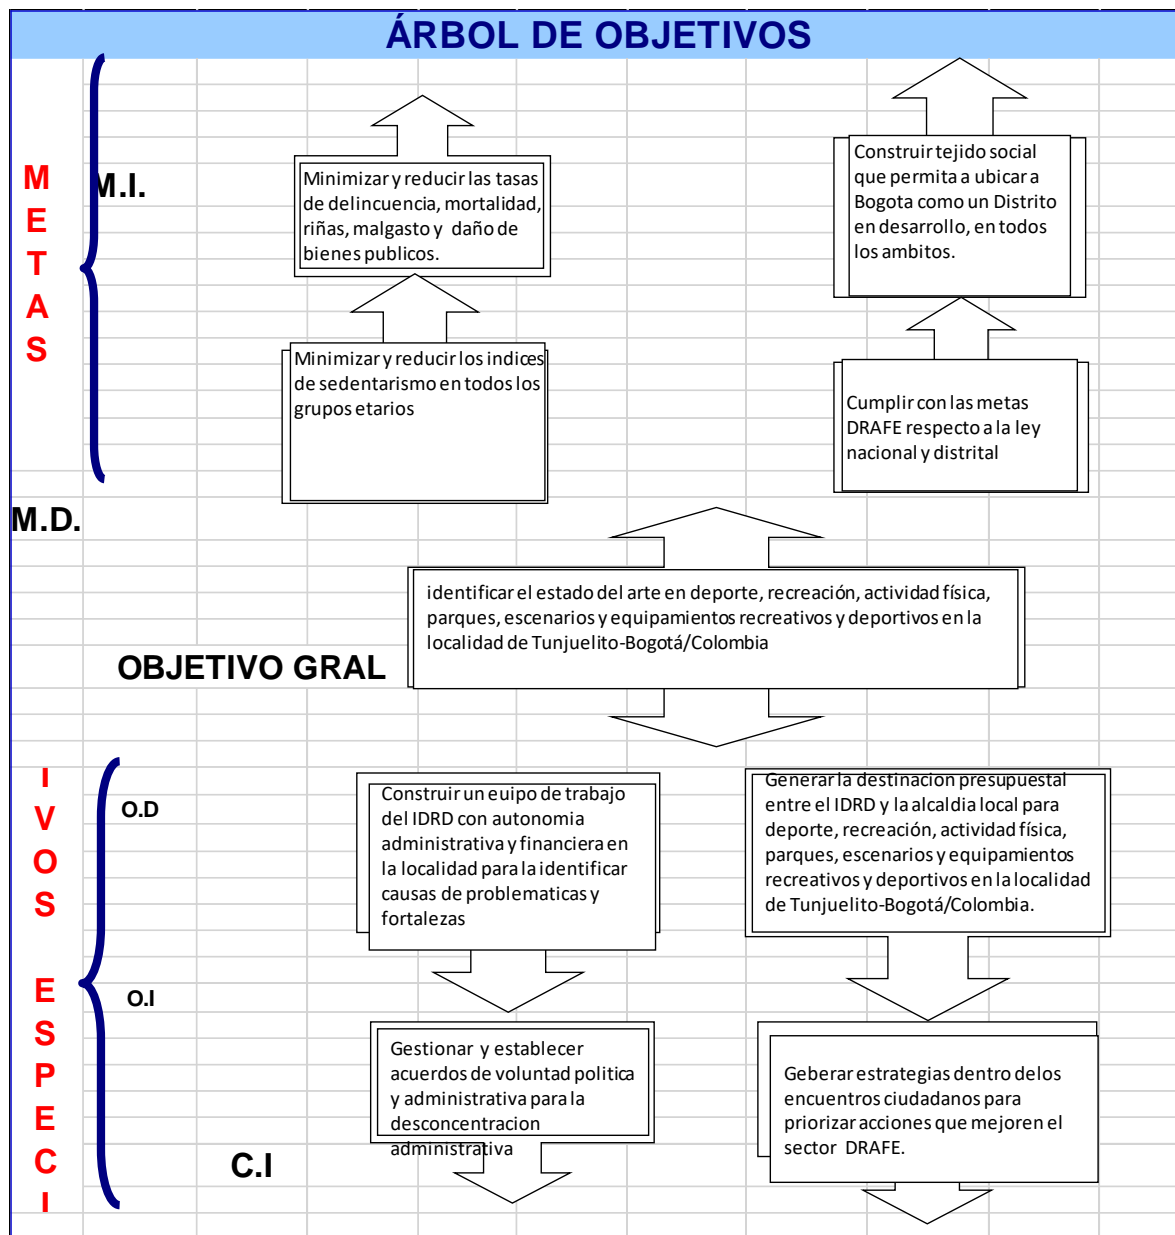 ÁRBOL DE OBJETIVOS
METAS
M.I.
Minimizar y reducir las tasas
de delincuencia, mortalidad,
riñas, malgasto y daño de
bienes publicos.
Construir tejido social
que permita a ubicar a
Bogota como un Distrito
en desarrollo, en todos
los ambitos.
Minimizar y reducir los indices
de sedentarismo en todos los
grupos etarios
Cumplir con las metas
DRAFE respecto a la ley
nacional y distrital
M.D.
identificar el estado del arte en deporte, recreación, actividad física,
parques, escenarios y equipamientos recreativos y deportivos en la
localidad de Tunjuelito-Bogotá/Colombia
OBJETIVO GRAL
IVOS ESPECI
O.D
Construir un euipo de trabajo
del IDRD con autonomia
administrativa y financiera en
la localidad para la identificar
causas de problematicas y
fortalezas
Generar la destinacion presupuestal
entre el IDRD y la alcaldia local para
deporte, recreación, actividad física,
parques, escenarios y equipamientos
recreativos y deportivos en la localidad
de Tunjuelito-Bogotá/Colombia.
O.I
Gestionar y establecer
acuerdos de voluntad politica
y administrativa para la
desconcentracion
administrativa
Geberar estrategias dentro delos
encuentros ciudadanos para
priorizar acciones que mejoren el
sector DRAFE.
C.I